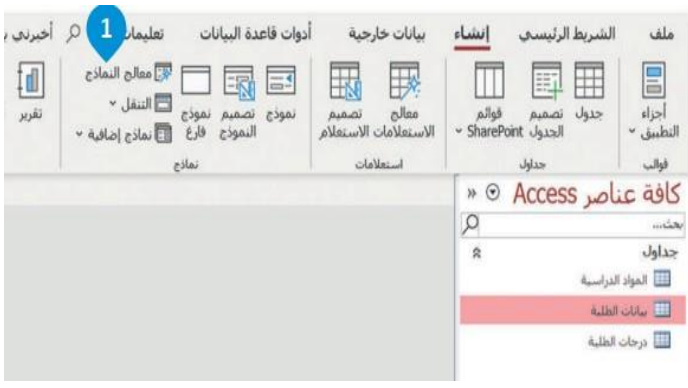 ملف الشريط الرئيسي إنشاء بيانات خارجية أدوات قاعدة البيانات تعليمات أخبرني
1
أجزاء التطبيق
جدول
تصميم الجدول
قوائم SharePoint
معالج الاستعلامات
تصميم الاستعلام
نموذج
تصميم النموذج
نموذج فارغ
معالج النماذج
التنقل
نماذج إضافية
تقرير
قوالب جداول استعلامات نماذج
كافة عناصر Access
بحث...
جداول
المواد الدراسية
بيانات الطلبة
درجات الطلبة